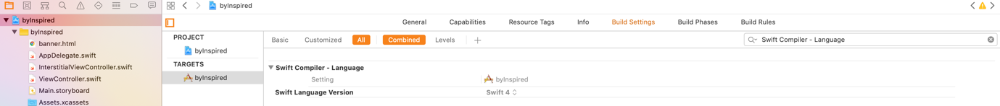 byInspired
byInspired
byInspired
banner.html
AppDelegate.swift
InterstitialViewController.swift
ViewController.swift
Main.storyboard
Assets.xcassets
General Capabilities Resource Tags Info Build Settings Build Phases Build Rules
PROJECT
byInspired
TARGETS
byInspired
Basic Customized All Combined Levels + Swift Compiler - Language
Swift Compiler - Language
Setting byInspired
Swift Language Version Swift 4